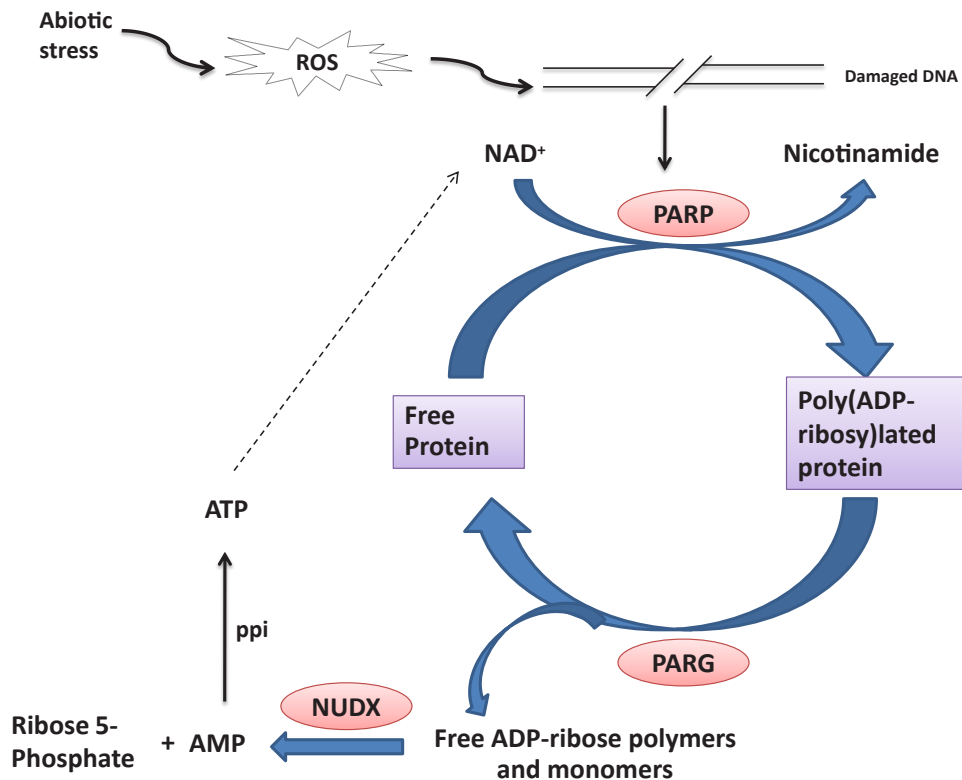 Abiotic
stress
ROS
Damaged DNA
NAD⁺
Nicotinamide
PARP
Free
Protein
Poly(ADP-
ribosy)lated
protein
ATP
ppi
PARG
NUDX
Ribose 5-
Phosphate
+ AMP
Free ADP-ribose polymers
and monomers